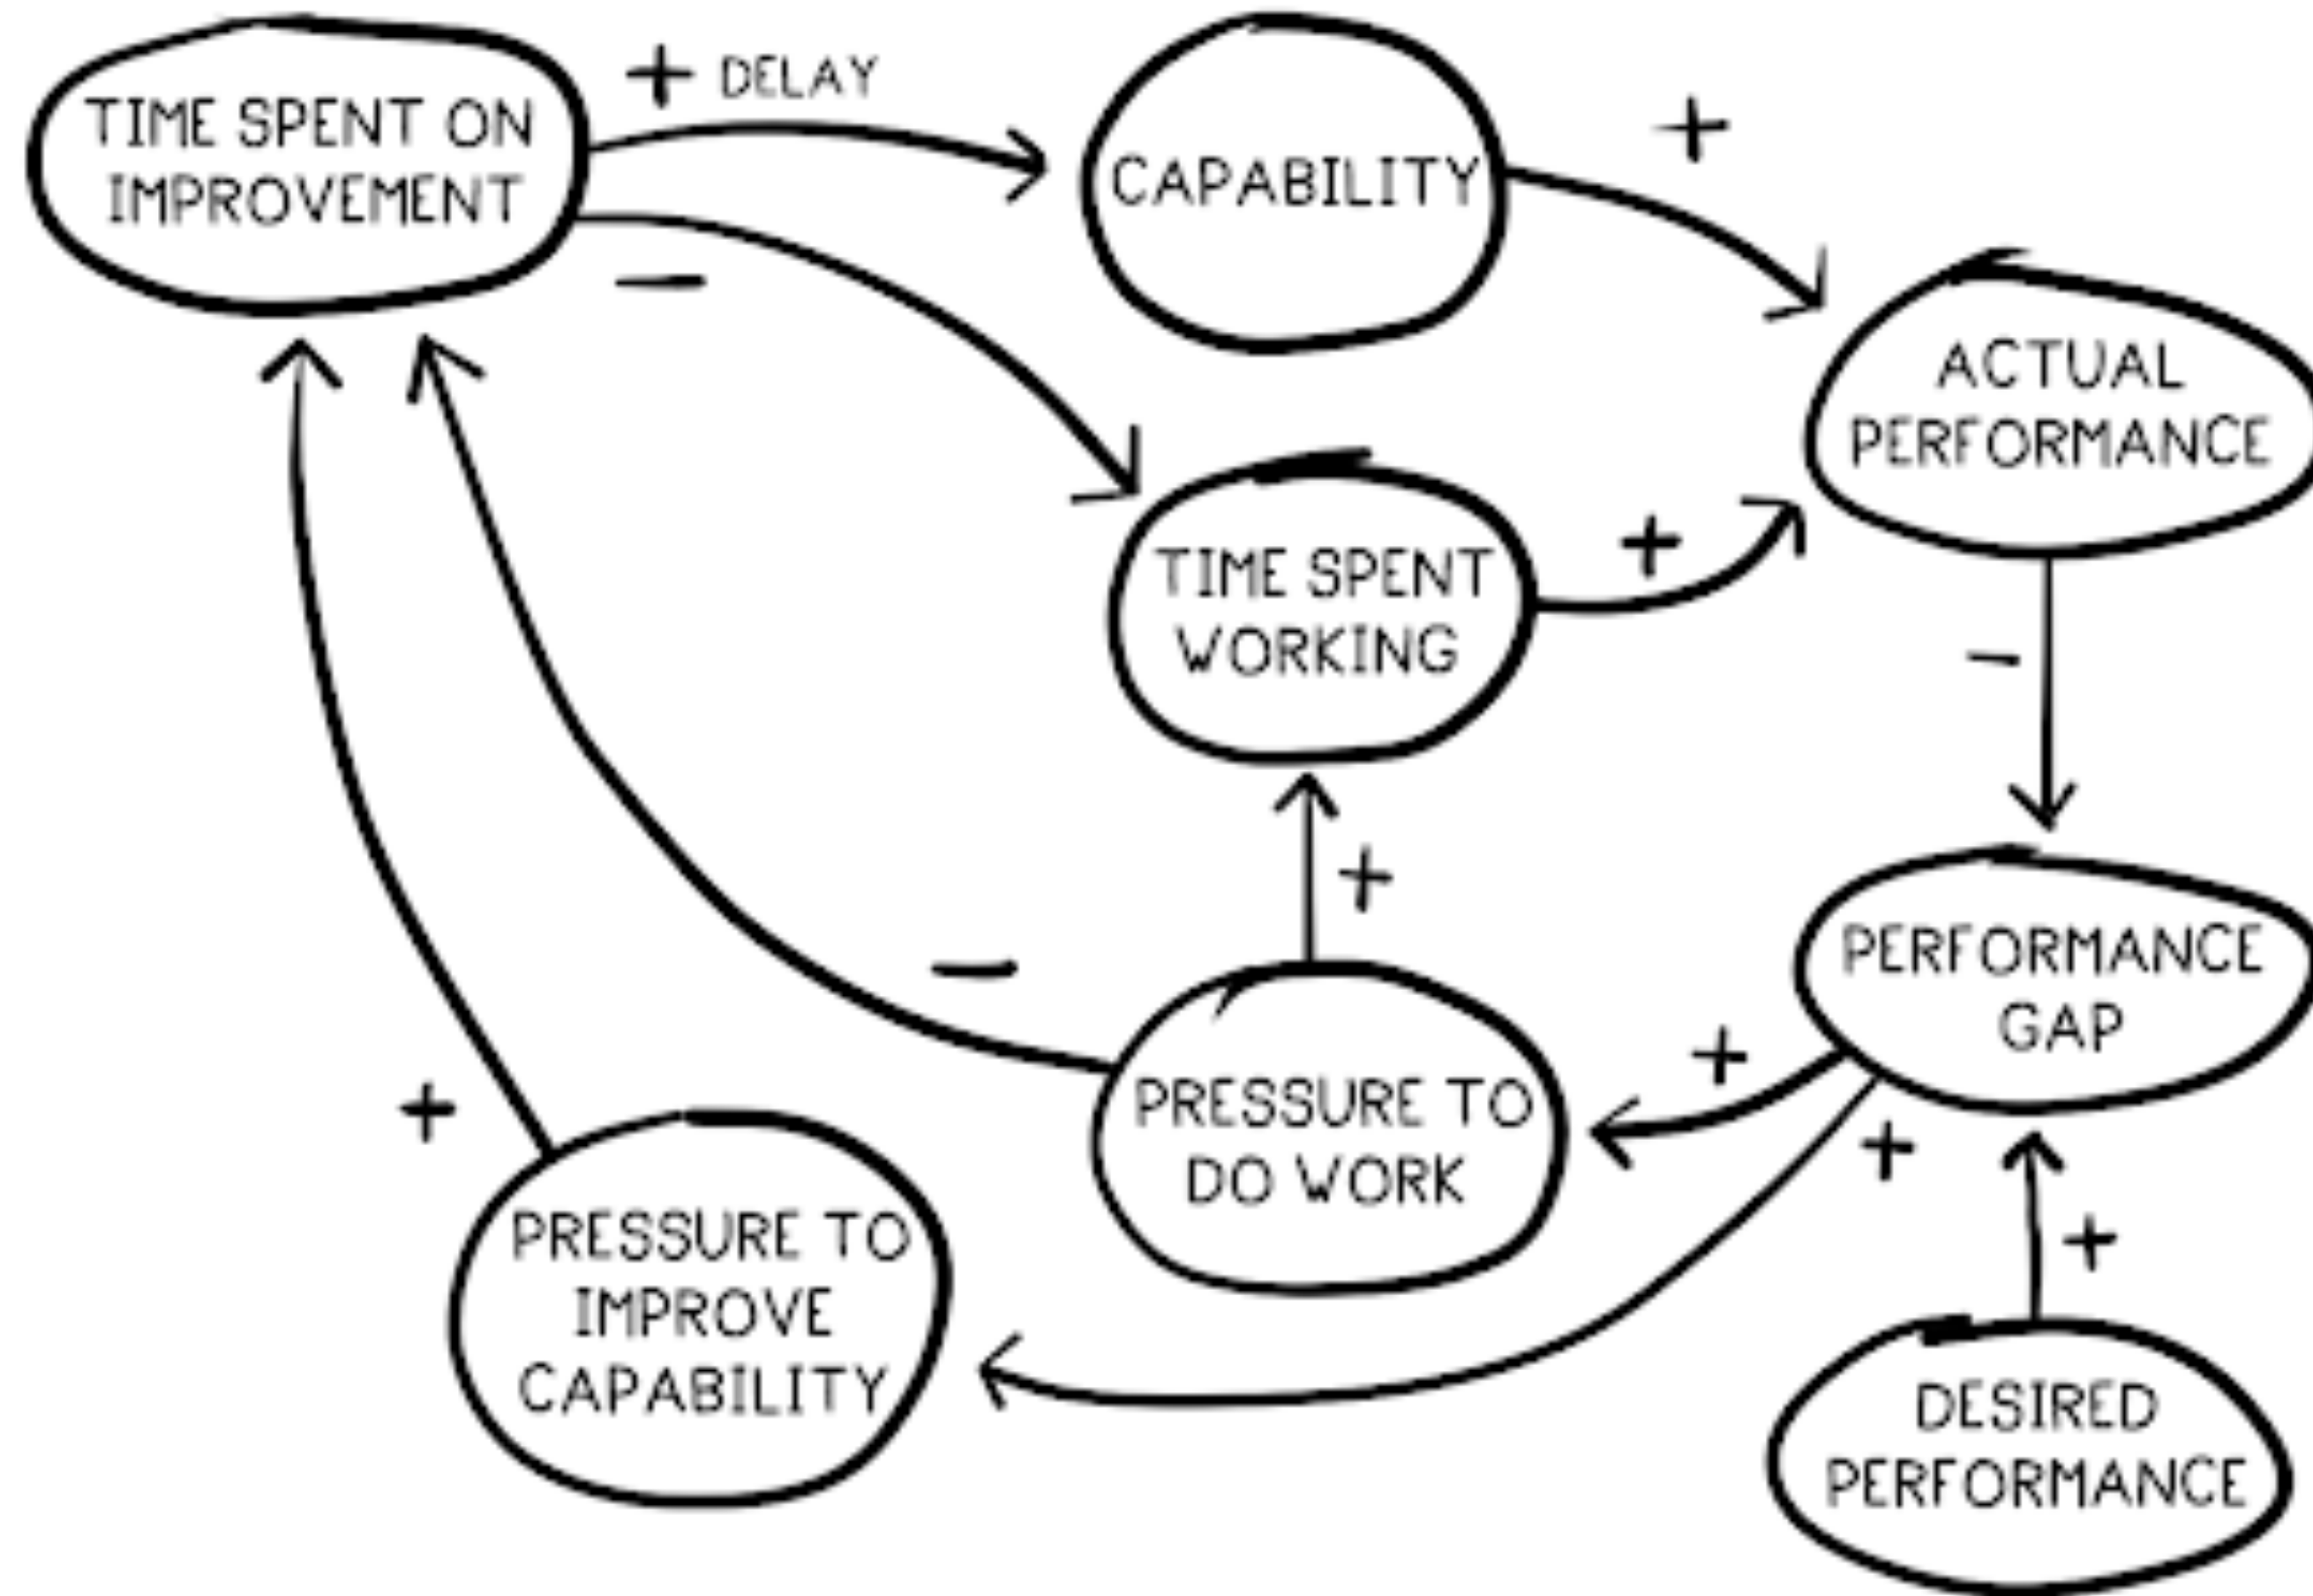 TIME SPENT ON
IMPROVEMENT
+ DELAY
CAPABILITY
+
−
ACTUAL
PERFORMANCE
TIME SPENT
WORKING
+
−
+
PERFORMANCE
GAP
−
+
PRESSURE TO
DO WORK
+
+
PRESSURE TO
IMPROVE
CAPABILITY
+
DESIRED
PERFORMANCE